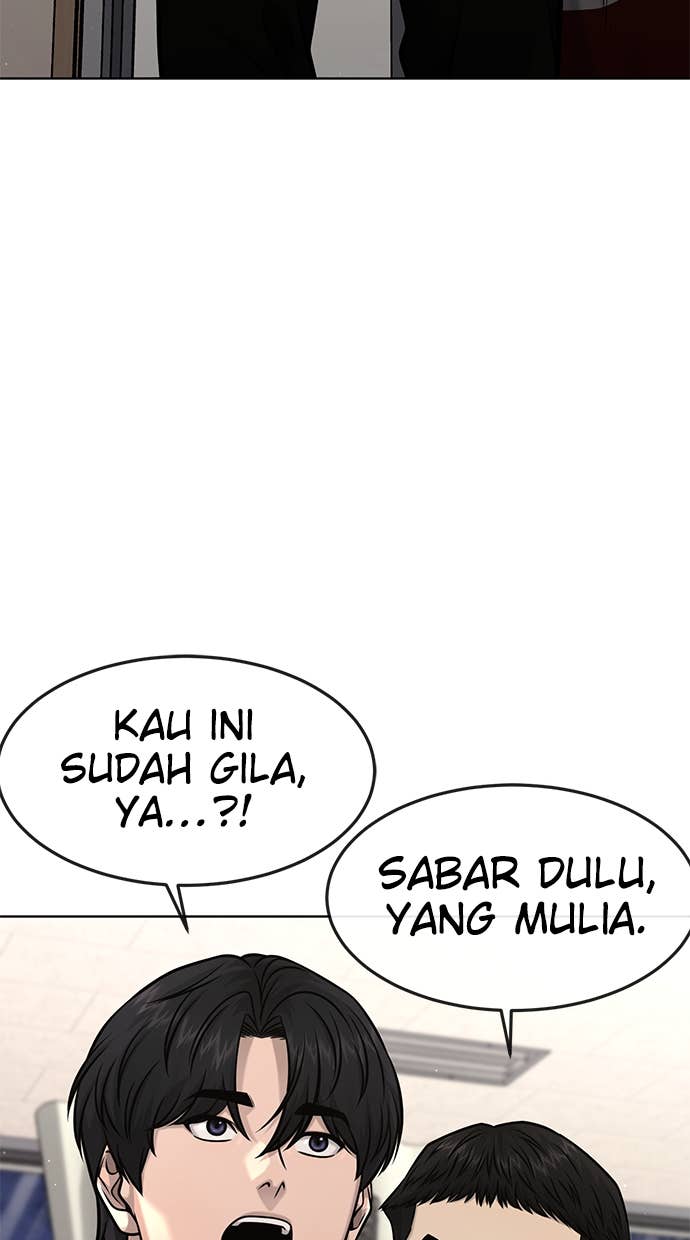 KAU INI
SUDAH GILA,
YA...?!
SABAR DULU,
YANG MULIA.